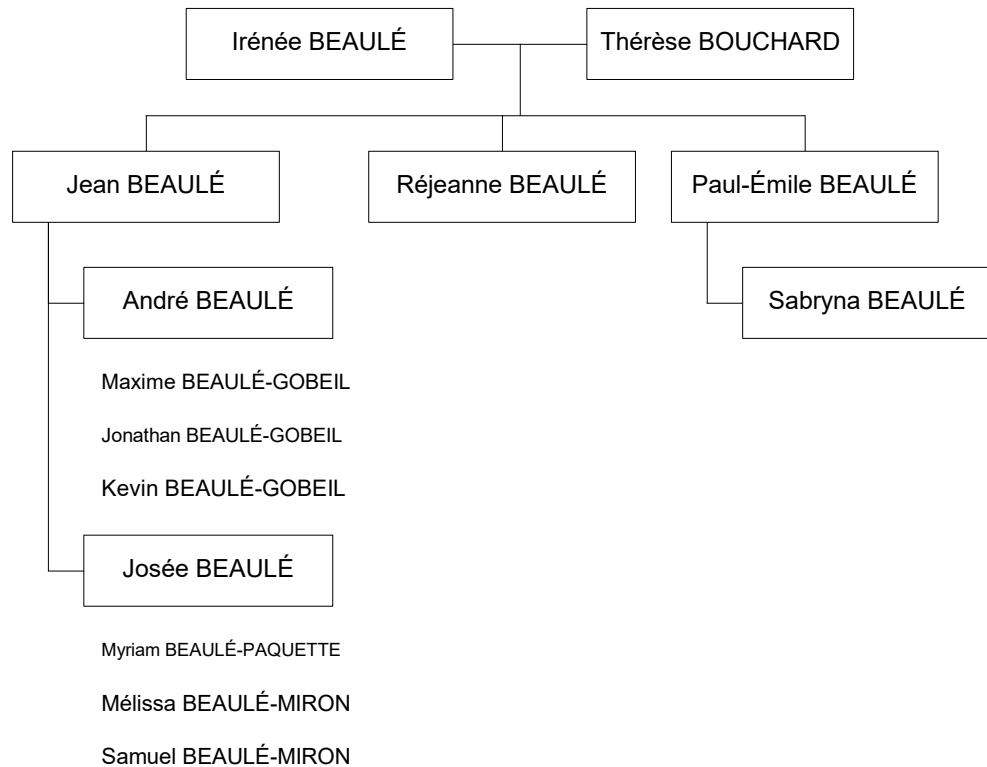 Irénée BEAULÉ
Thérèse BOUCHARD
Jean BEAULÉ
Réjeanne BEAULÉ
Paul-Émile BEAULÉ
André BEAULÉ
Sabryna BEAULÉ
Maxime BEAULÉ-GOBEIL
Jonathan BEAULÉ-GOBEIL
Kevin BEAULÉ-GOBEIL
Josée BEAULÉ
Myriam BEAULÉ-PAQUETTE
Mélissa BEAULÉ-MIRON
Samuel BEAULÉ-MIRON